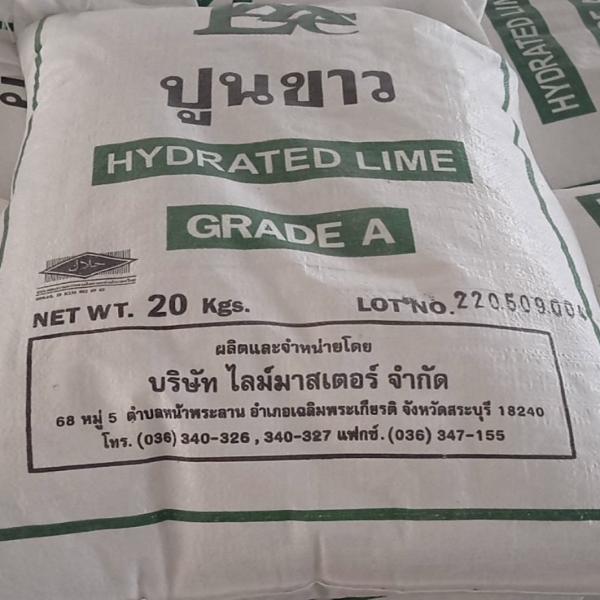 ปูนขาว
HYDRATED LIME
GRADE A
حلال
NET WT. 20 Kgs.
LOT NO. 220.509.004
ผลิตและจำหน่ายโดย
บริษัท ไลม์มาสเตอร์ จำกัด
68 หมู่ 5 ตำบลหน้าพระลาน อำเภอเฉลิมพระเกียรติ จังหวัดสระบุรี 18240
โทร. (036) 340-326 , 340-327 แฟกซ์. (036) 347-155
HYDRATED LIM